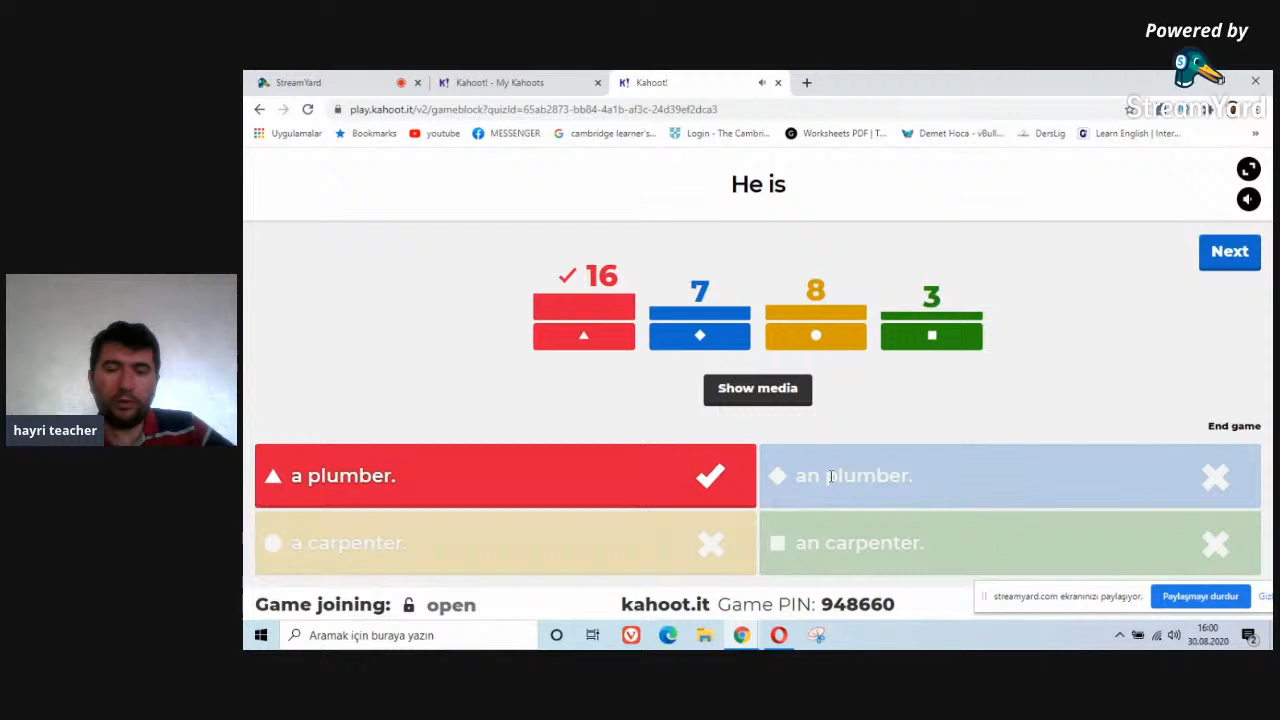 Powered by
StreamYard
StreamYard
Kahoot! - My Kahoots
Kahoot!
play.kahoot.it/v2/gameblock?quizId=65ab2873-bb84-4a1b-af3c-24d39ef2dca3
Uygulamalar
Bookmarks
youtube
MESSENGER
cambridge learner's...
Login - The Cambri...
Worksheets PDF | T...
Demet Hoca - vBull...
DersLig
Learn English | Inter...
He is
Next
16
7
8
3
Show media
End game
a plumber.
an plumber.
a carpenter.
an carpenter.
hayri teacher
Game joining: open
kahoot.it Game PIN: 948660
streamyard.com ekranınızı paylaşıyor.
Paylaşmayı durdur
Aramak için buraya yazın
16:00
30.08.2020
2